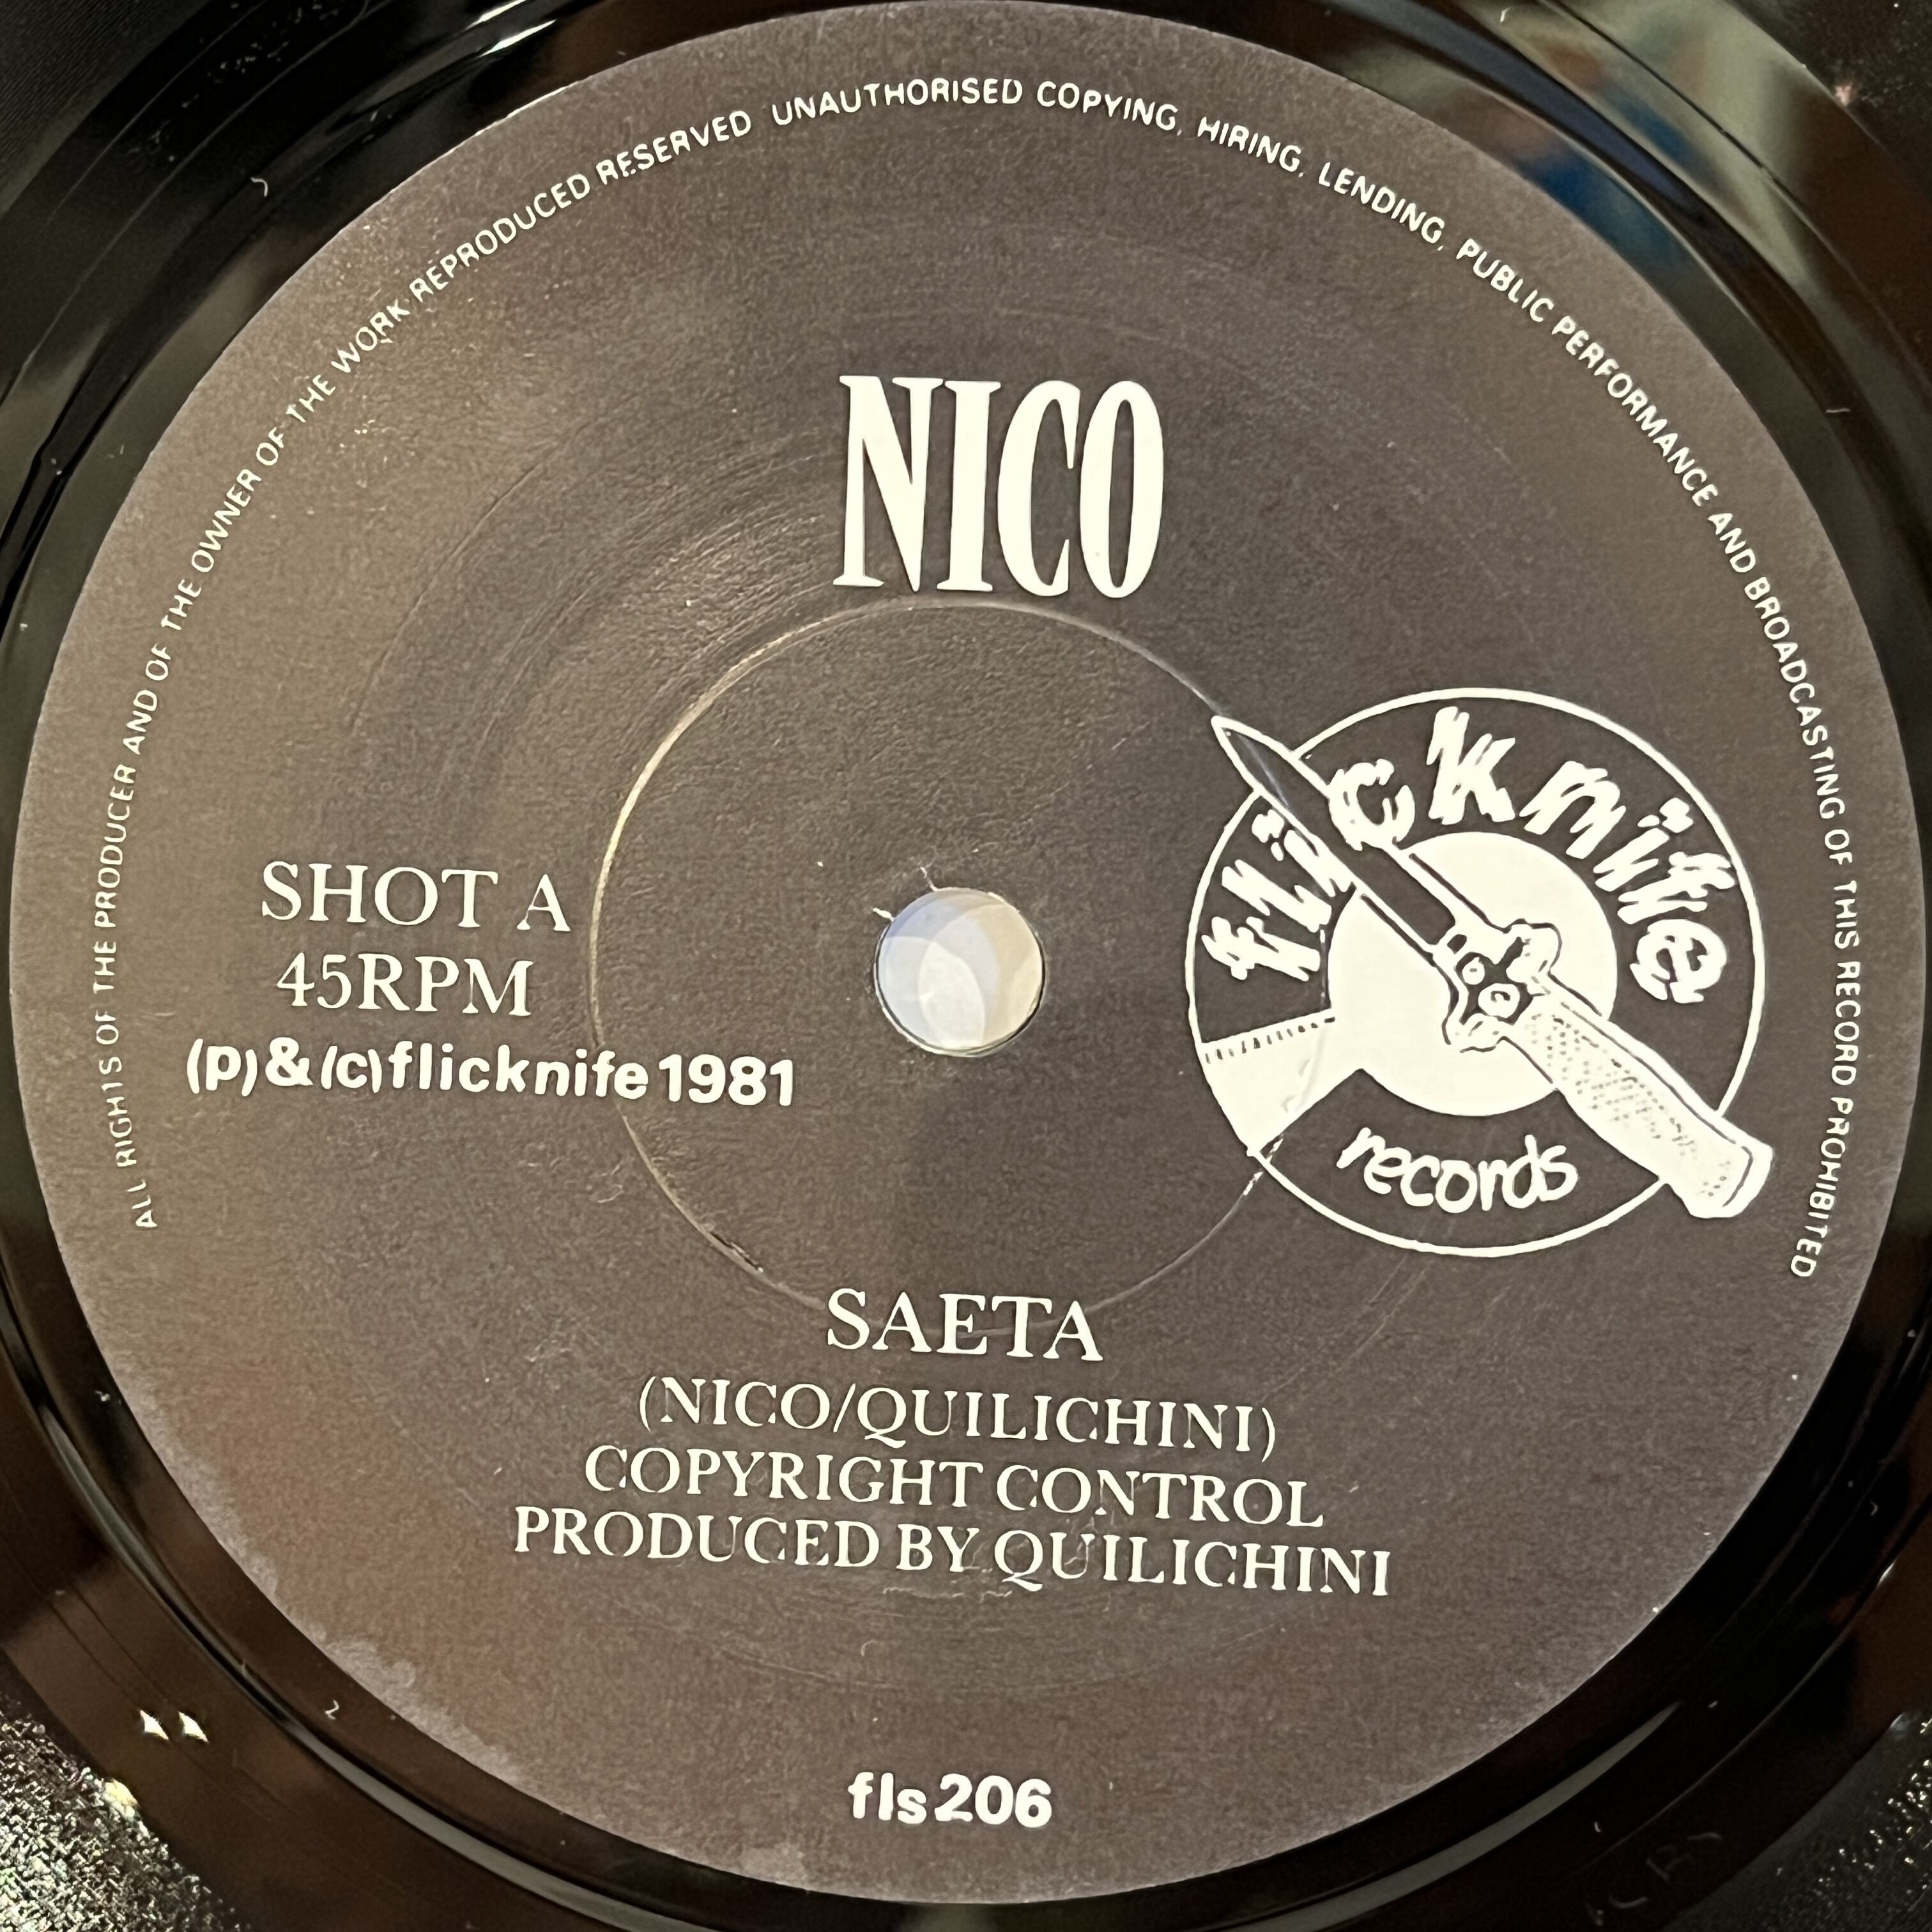 ALL RIGHTS OF THE PRODUCER AND OF THE OWNER OF THE WORK REPRODUCED RESERVED UNAUTHORISED COPYING, HIRING, LENDING, PUBLIC PERFORMANCE AND BROADCASTING OF THIS RECORD PROHIBITED
NICO
flicknife
records
SHOT A
45RPM
(p)&(c)flicknife1981
SAETA
(NICO/QUILICHINI)
COPYRIGHT CONTROL
PRODUCED BY QUILICHINI
fls206